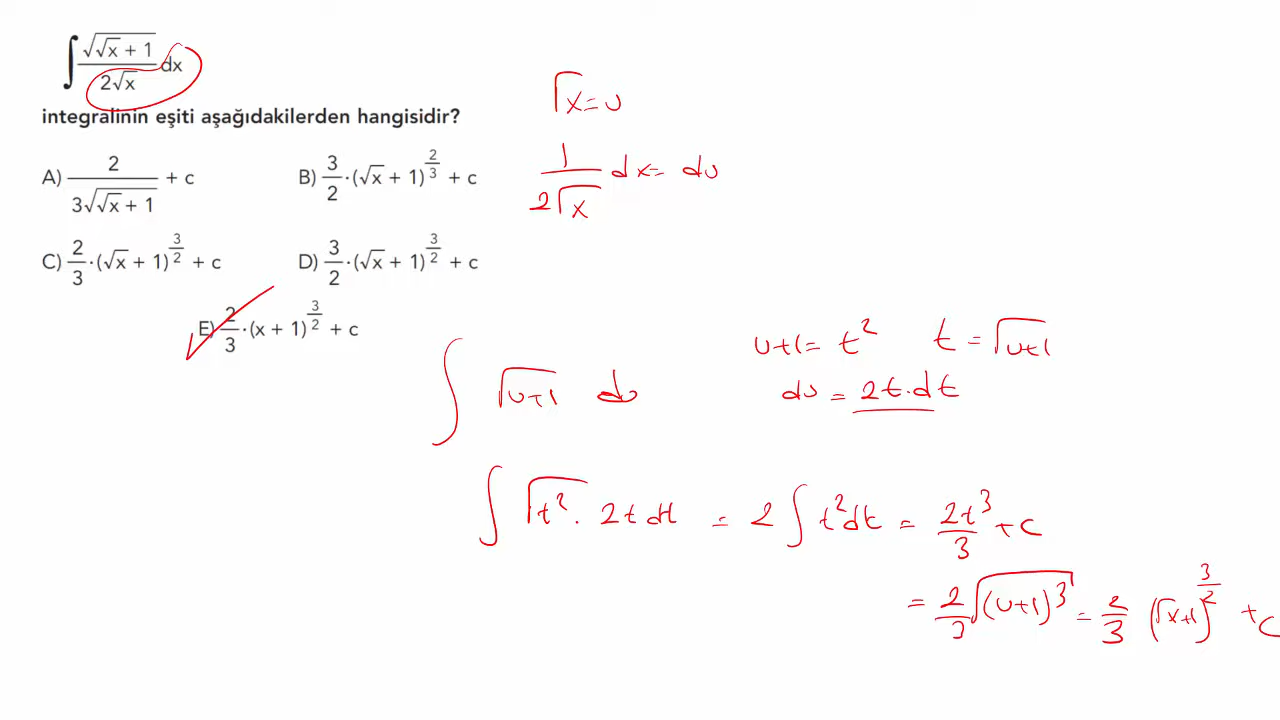 ∫ √(√x + 1) / 2√x dx
integralinin eşiti aşağıdakilerden hangisidir?
A) 2 / 3√(√x + 1) + c
B) 3/2 · (√x + 1)^(2/3) + c
C) 2/3 · (√x + 1)^(3/2) + c
D) 3/2 · (√x + 1)^(3/2) + c
E) 2/3 · (x + 1)^(3/2) + c
√x = u
1 / 2√x dx = du
u+1 = t² t = √(u+1)
∫ √(u+1) du
du = 2t.dt
∫ √t² . 2t dt = 2 ∫ t² dt = 2t³/3 + c
= 2/3 √(u+1)³ = 2/3 (√x+1)^(3/2) + c